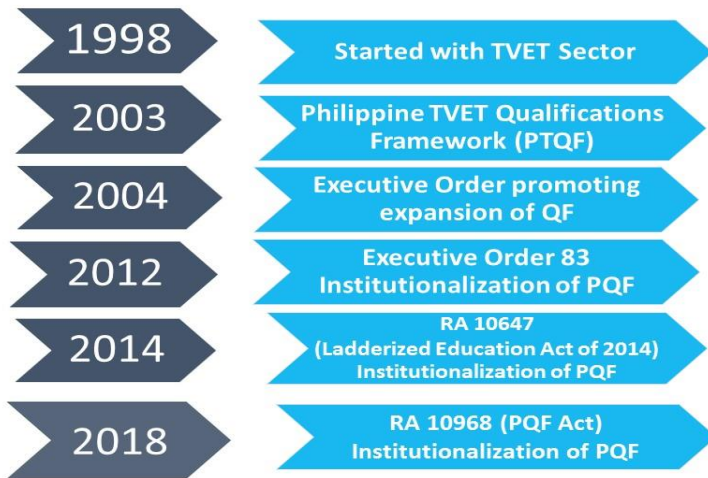 1998
Started with TVET Sector
2003
Philippine TVET Qualifications
Framework (PTQF)
2004
Executive Order promoting
expansion of QF
2012
Executive Order 83
Institutionalization of PQF
2014
RA 10647
(Ladderized Education Act of 2014)
Institutionalization of PQF
2018
RA 10968 (PQF Act)
Institutionalization of PQF